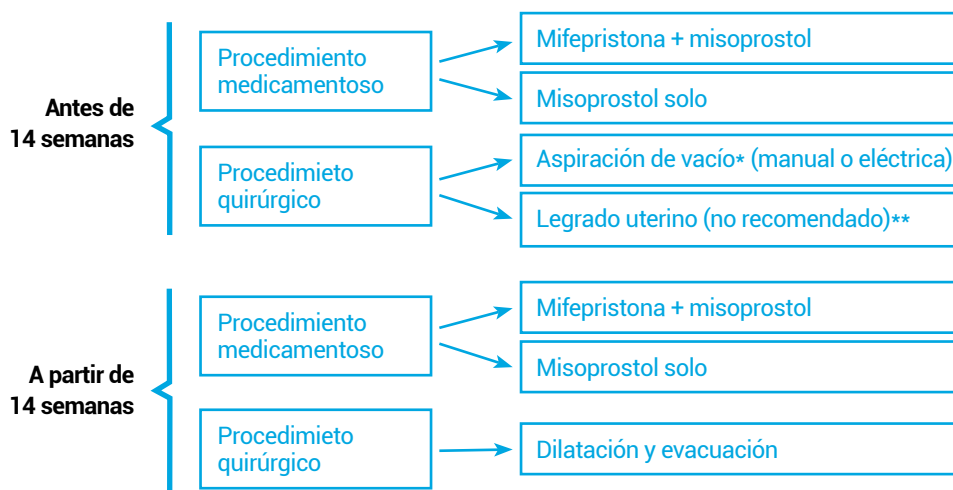 Antes de
14 semanas
Procedimiento
medicamentoso
Mifepristona + misoprostol
Misoprostol solo
Procedimieto
quirúrgico
Aspiración de vacío* (manual o eléctrica)
Legrado uterino (no recomendado)**
A partir de
14 semanas
Procedimiento
medicamentoso
Mifepristona + misoprostol
Misoprostol solo
Procedimieto
quirúrgico
Dilatación y evacuación